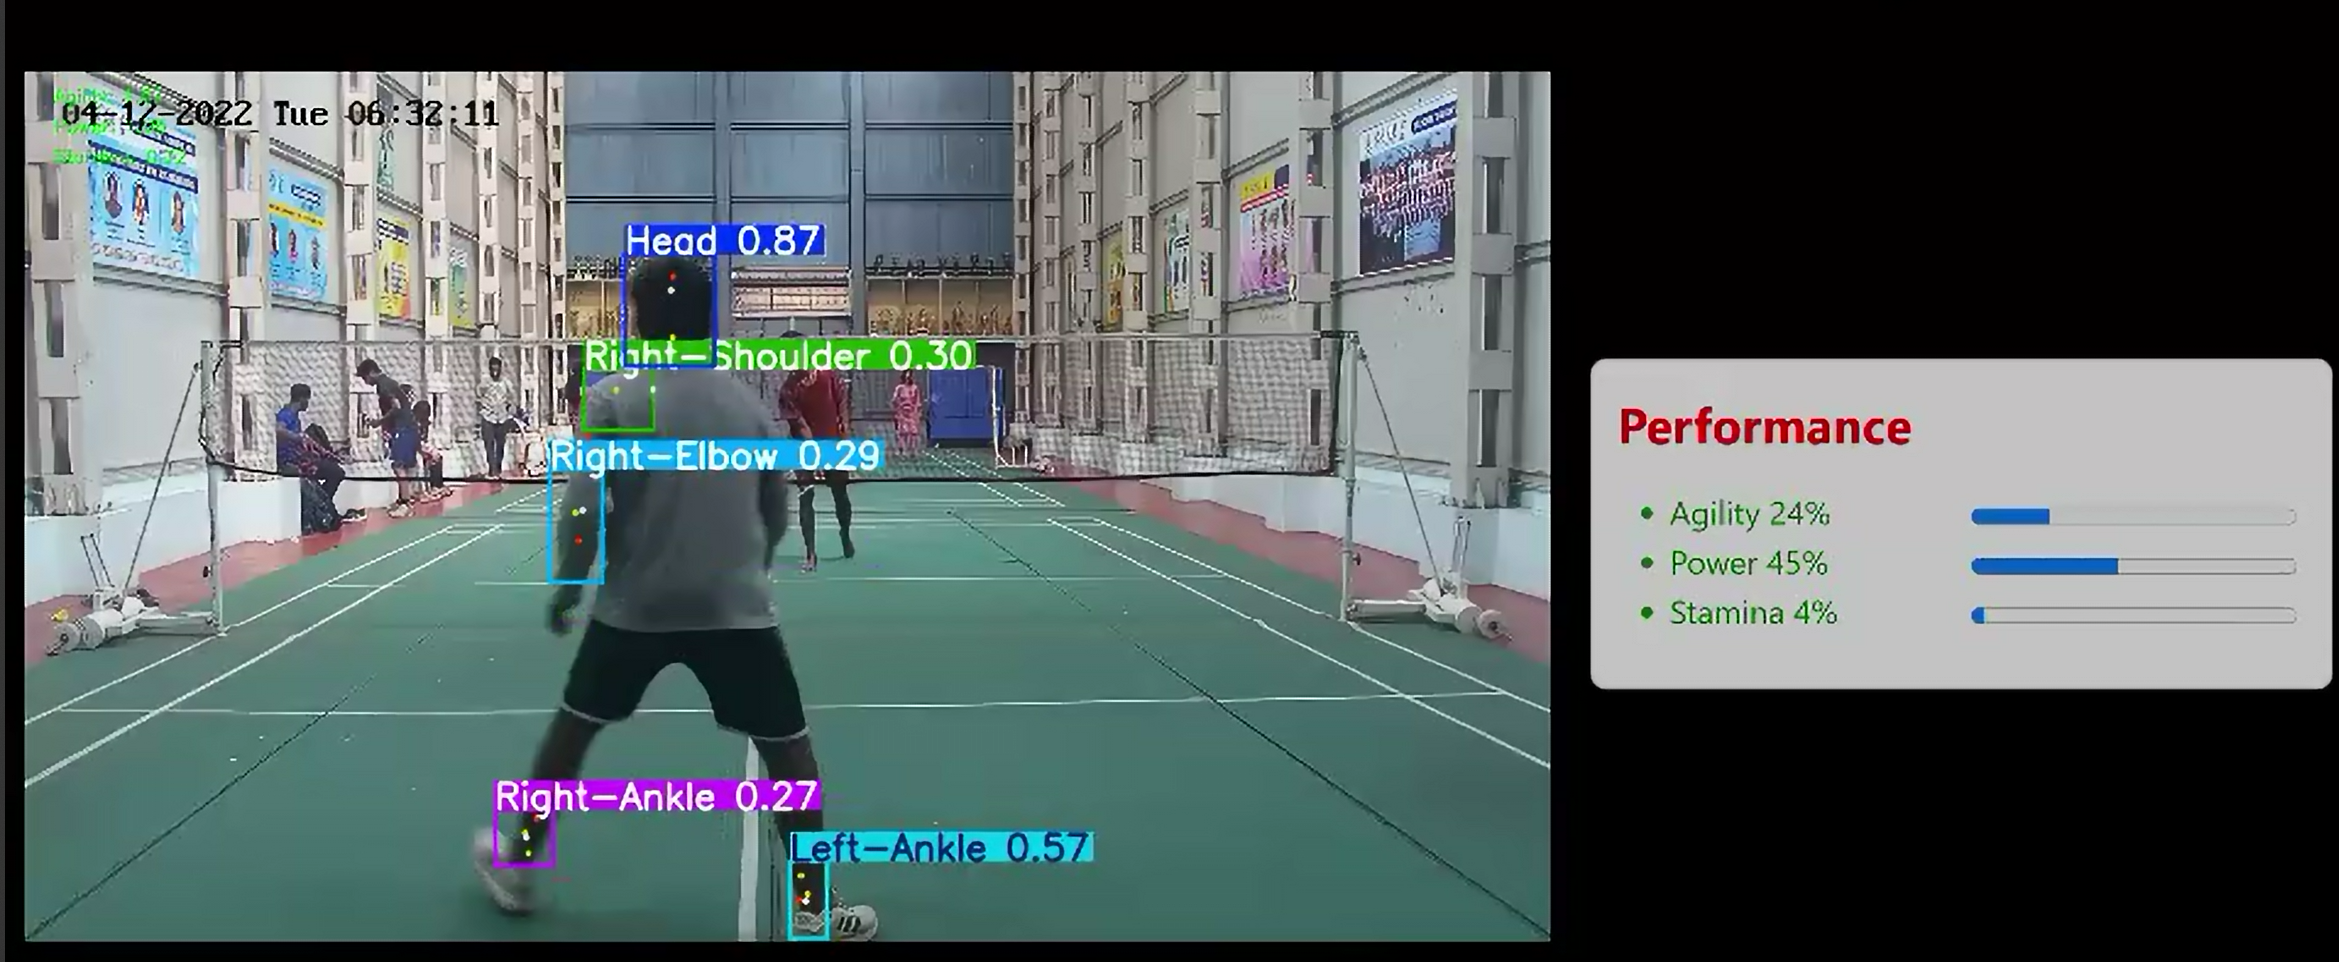 04-12-2022 Tue 06:32:11
Head 0.87
Right-Shoulder 0.30
Right-Elbow 0.29
Right-Ankle 0.27
Left-Ankle 0.57
Performance
• Agility 24%
• Power 45%
• Stamina 4%